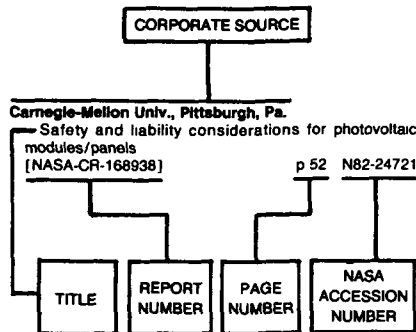 CORPORATE SOURCE
Carnegie-Mellon Univ., Pittsburgh, Pa.
Safety and liability considerations for photovoltaic
modules/panels
[NASA-CR-168938] p 52 N82-24721
TITLE
REPORT
NUMBER
PAGE
NUMBER
NASA
ACCESSION
NUMBER